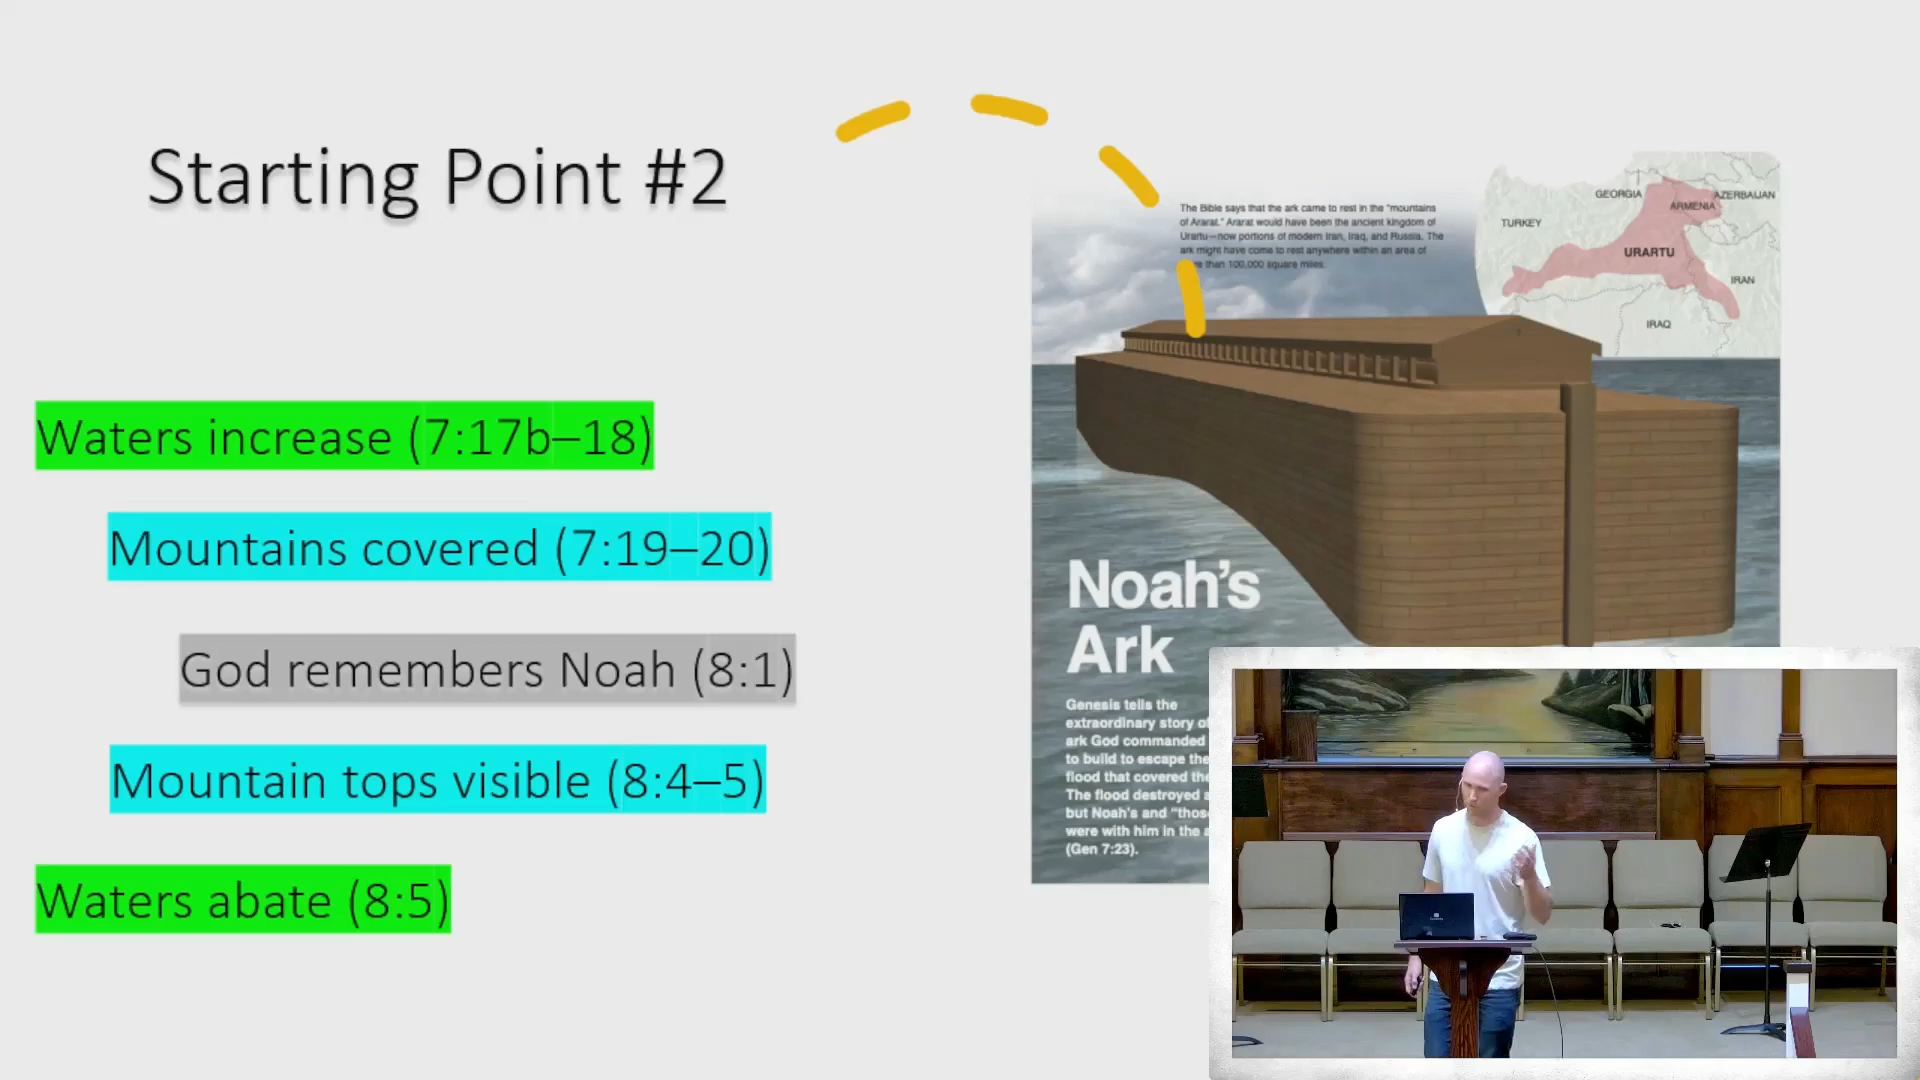 Starting Point #2
Waters increase (7:17b–18)
Mountains covered (7:19–20)
God remembers Noah (8:1)
Mountain tops visible (8:4–5)
Waters abate (8:5)
The Bible says that the ark came to rest in the "mountains
of Ararat." Ararat would have been the ancient kingdom of
Urartu—now portions of modern Iran, Iraq, and Russia. The
ark might have come to rest anywhere within an area of
than 100,000 square miles.
GEORGIA
AZERBAIJAN
ARMENIA
TURKEY
URARTU
IRAN
IRAQ
Noah's
Ark
Genesis tells the
extraordinary story of
ark God commanded
to build to escape the
flood that covered the
The flood destroyed
but Noah's and "those
were with him in the
(Gen 7:23).